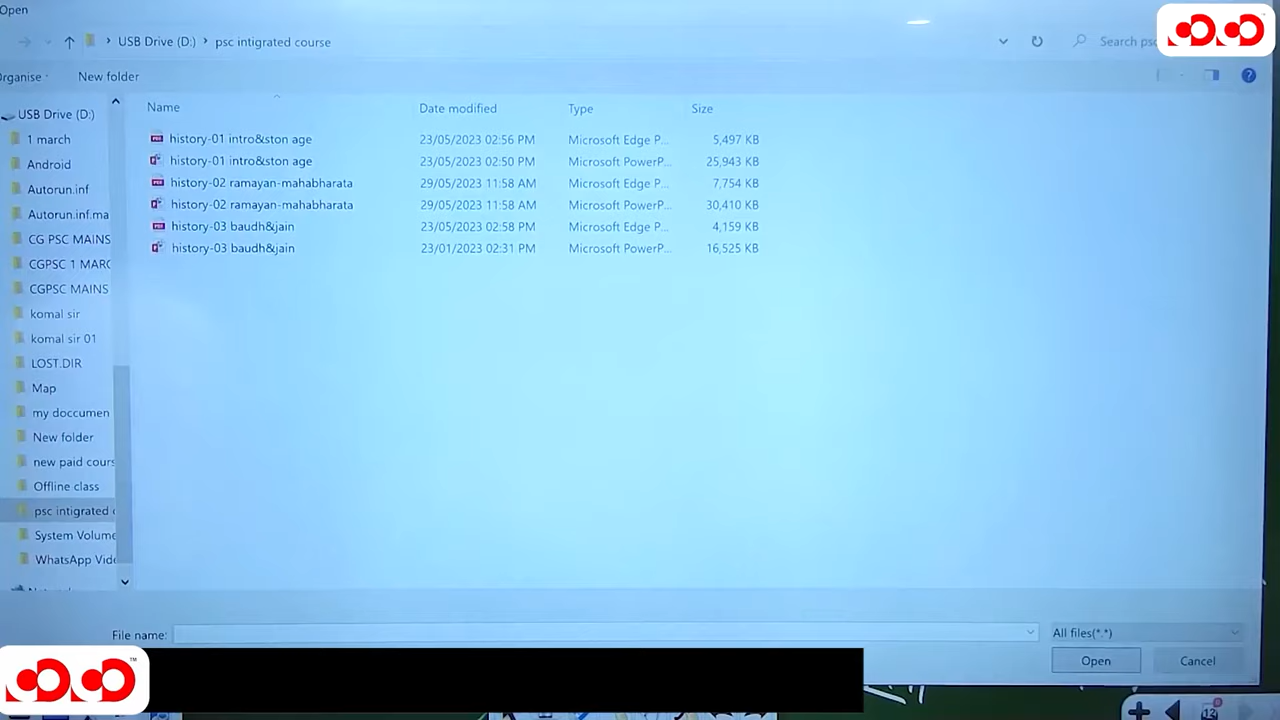 Open
USB Drive (D:) psc intigrated course
Search psc
New folder
Name Date modified Type Size
history-01 intro&ston age 23/05/2023 02:56 PM Microsoft Edge P... 5,497 KB
history-01 intro&ston age 23/05/2023 02:50 PM Microsoft PowerP... 25,943 KB
history-02 ramayan-mahabharata 29/05/2023 11:58 AM Microsoft Edge P... 7,754 KB
history-02 ramayan-mahabharata 29/05/2023 11:58 AM Microsoft PowerP... 30,410 KB
history-03 baudh&jain 23/05/2023 02:58 PM Microsoft Edge P... 4,159 KB
history-03 baudh&jain 23/01/2023 02:31 PM Microsoft PowerP... 16,525 KB
USB Drive (D:)
1 march
Android
Autorun.inf
Autorun.inf.ma
CG PSC MAINS
CGPSC 1 MARC
CGPSC MAINS
komal sir
komal sir 01
LOST.DIR
Map
my doccumen
New folder
new paid cours
Offline class
psc intigrated c
System Volume
WhatsApp Vide
File name:
All files(*.*)
Open Cancel
12